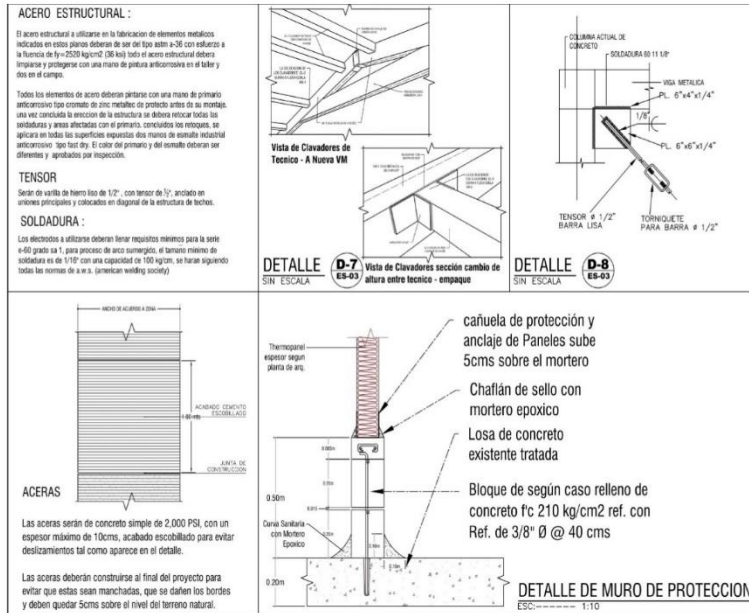 ACERO ESTRUCTURAL :
El acero estructural a utilizarse en la fabricacion de elementos metalicos
indicados en estos planos deberan de ser del tipo astm a-36 con esfuerzo a
la fluencia de fy=2520 kg/cm2 (36 ksi) todo el acero estructural debera
limpiarse y protegerse con una mano de pintura anticorrosiva en el taller y
dos en el campo.
Todos los elementos de acero deberan pintarse con una mano de primario
anticorrosivo tipo cromato de zinc metaltec de protecto antes de su montaje.
una vez concluida la ereccion de la estructura se debera retocar todas las
soldaduras y areas afectadas con el primario. concluidos los retoques, se
aplicara en todas las superficies expuestas dos manos de esmalte industrial
anticorrosivo tipo fast dry. El color del primario y del esmalte deberan ser
diferentes y aprobados por inspección.
TENSOR
Serán de varilla de hierro liso de 1/2", con tensor de ½", anclado en
uniones principales y colocados en diagonal de la estructura de techos.
SOLDADURA :
Los electrodos a utilizarse deberan llenar requisitos minimos para la serie
e-60 grado sa 1, para proceso de arco sumergido, el tamano minimo de
soldadura es de 1/16" con una capacidad de 100 kg/cm, se haran siguiendo
todas las normas de a.w.s. (american welding society)
Vista de Clavadores de
Tecnico - A Nueva VM
DETALLE
SIN ESCALA
D-7
ES-03
Vista de Clavadores sección cambio de
altura entre tecnico - empaque
COLUMNA ACTUAL DE
CONCRETO
SOLDADURA 60 11 1/8"
VIGA METALICA
PL. 6"x4"x1/4"
1/8"
PL. 6"x6"x1/4"
TENSOR ø 1/2"
BARRA LISA
TORNIQUETE
PARA BARRA ø 1/2"
DETALLE
SIN ESCALA
D-8
ES-03
ANCHO DE ACUERDO A ZONA
ACABADO CEMENTO
ESCOBILLADO
JUNTA DE
CONSTRUCCION
ACERAS
Las aceras serán de concreto simple de 2,000 PSI, con un
espesor máximo de 10cms, acabado escobillado para evitar
deslizamientos tal como aparece en el detalle.
Las aceras deberán construirse al final del proyecto para
evitar que estas sean manchadas, que se dañen los bordes
y deben quedar 5cms sobre el nivel del terreno natural.
Thermopanel
espesor segun
planta de arq.
cañuela de protección y
anclaje de Paneles sube
5cms sobre el mortero
Chaflán de sello con
mortero epoxico
Losa de concreto
existente tratada
Bloque de según caso relleno de
concreto f'c 210 kg/cm2 ref. con
Ref. de 3/8" Ø @ 40 cms
0.50m
Curva Sanitaria
con Mortero
Epoxico
0.20m
DETALLE DE MURO DE PROTECCION
ESC:------- 1:10